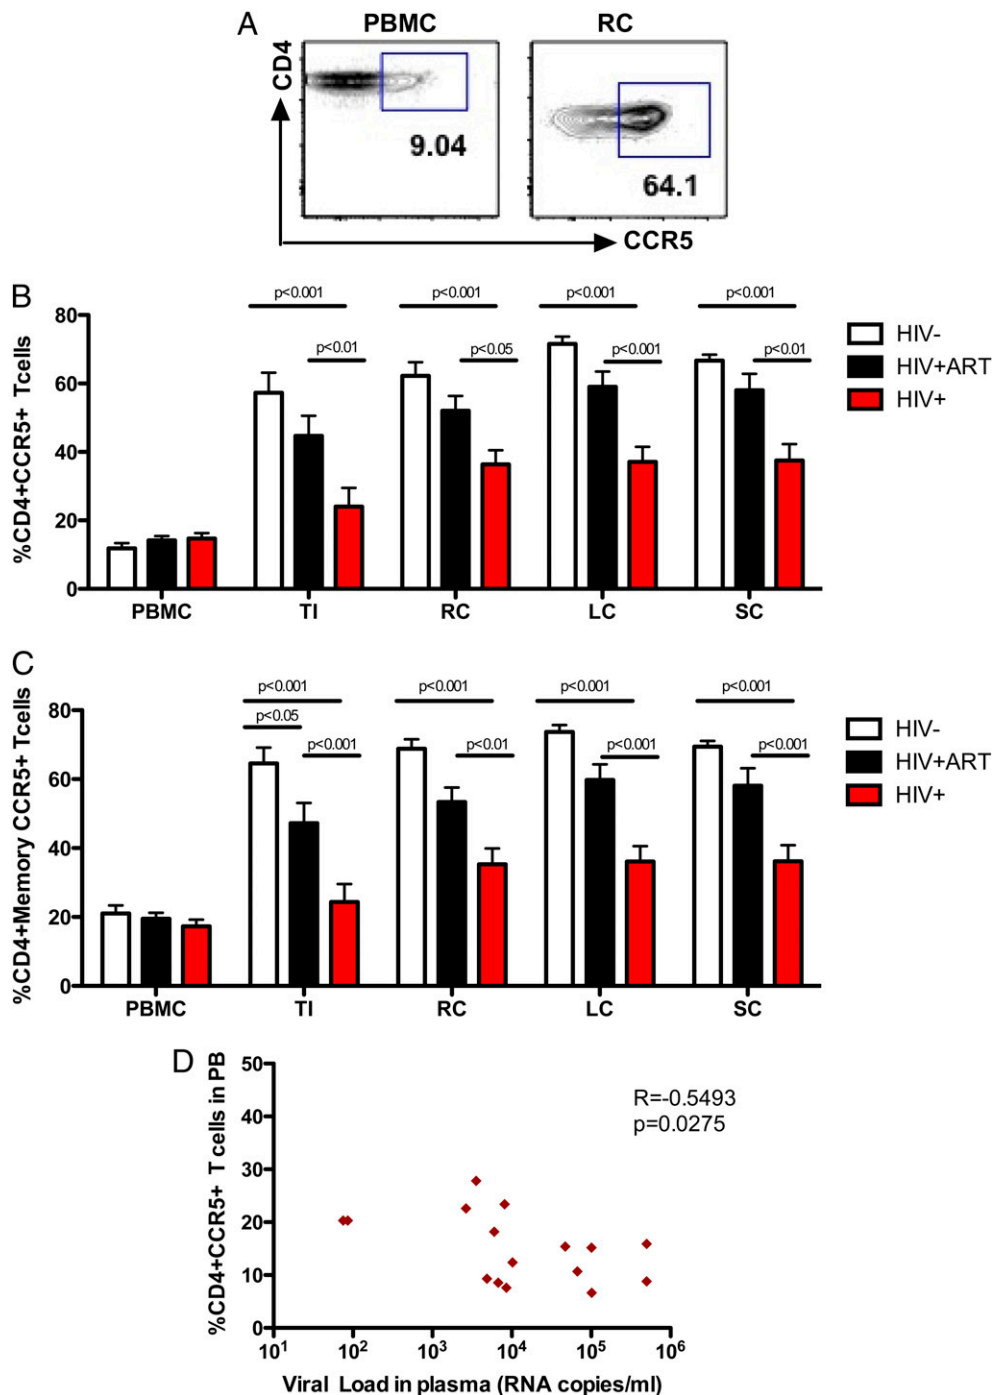 A
PBMC
RC
CD4
9.04
64.1
CCR5
B
p<0.001
p<0.001
p<0.001
p<0.001
p<0.01
p<0.05
p<0.001
p<0.01
HIV-
HIV+ART
HIV+
%CD4+CCR5+ Tcells
80
60
40
20
0
PBMC
TI
RC
LC
SC
C
p<0.001
p<0.001
p<0.001
p<0.001
p<0.05
p<0.001
p<0.01
p<0.001
p<0.001
HIV-
HIV+ART
HIV+
%CD4+Memory CCR5+ Tcells
80
60
40
20
0
PBMC
TI
RC
LC
SC
D
%CD4+CCR5+ T cells in PB
50
40
30
20
10
0
R=-0.5493
p=0.0275
10¹
10²
10³
10⁴
10⁵
10⁶
Viral Load in plasma (RNA copies/ml)